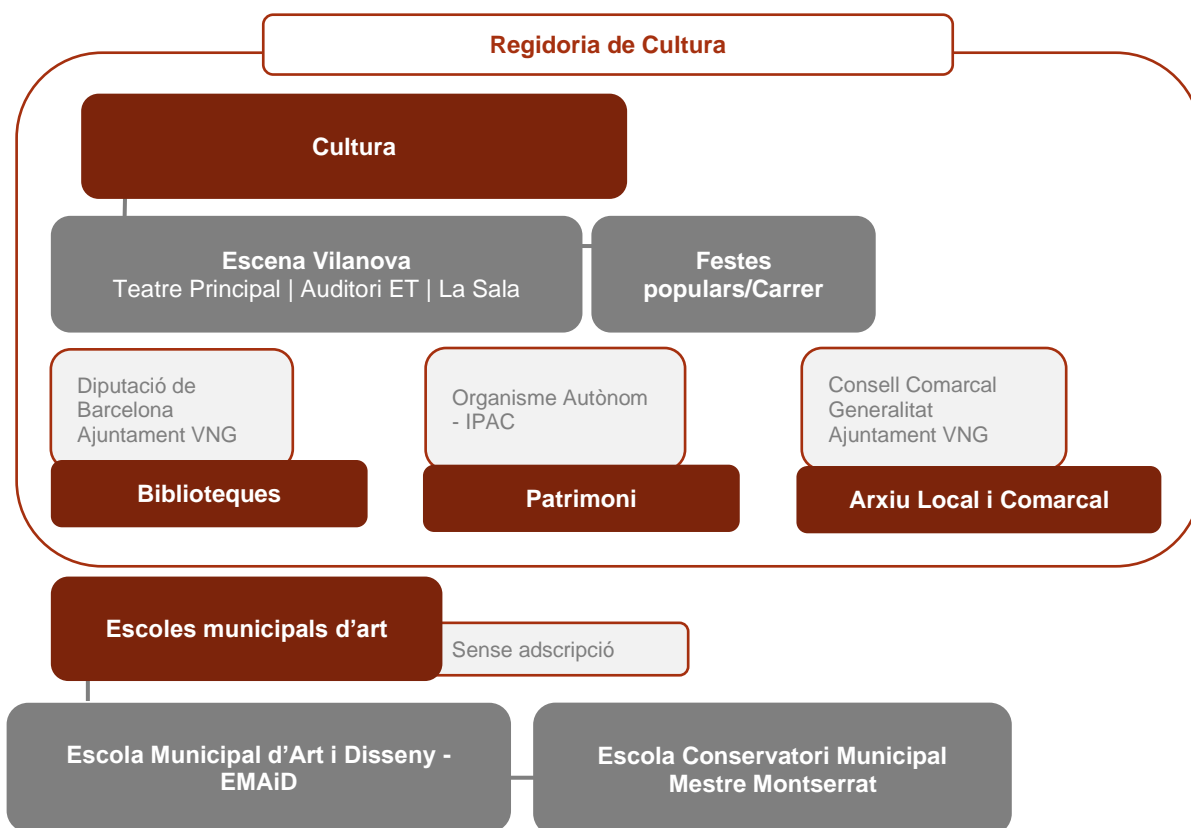 Regidoria de Cultura
Cultura
Escena Vilanova
Teatre Principal | Auditori ET | La Sala
Festes
populars/Carrer
Diputació de
Barcelona
Ajuntament VNG
Biblioteques
Organisme Autònom
- IPAC
Patrimoni
Consell Comarcal
Generalitat
Ajuntament VNG
Arxiu Local i Comarcal
Escoles municipals d’art
Sense adscripció
Escola Municipal d’Art i Disseny -
EMAiD
Escola Conservatori Municipal
Mestre Montserrat